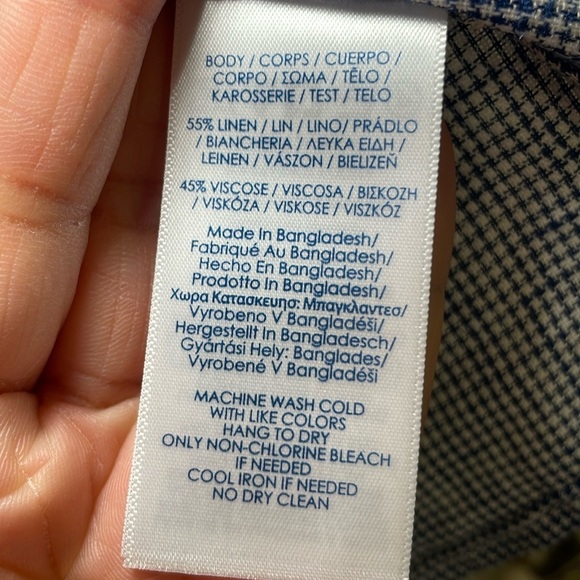 BODY / CORPS / CUERPO /
CORPO / ΣΩΜΑ / TĚLO /
KAROSSERIE / TEST / TELO
55% LINEN / LIN / LINO/ PRÁDLO
/ BIANCHERIA / ΛΕΥΚΑ ΕΙΔΗ /
LEINEN / VÁSZON / BIELIZEŇ
45% VISCOSE / VISCOSA / ΒΙΣΚΟΖΗ
/ VISKÓZA / VISKOSE / VISZKÓZ
Made In Bangladesh/
Fabriqué Au Bangladesh/
Hecho En Bangladesh/
Prodotto In Bangladesh/
Χωρα Κατασκευησ: Μπαγκλαντεσ/
Vyrobeno V Bangladéši/
Hergestellt In Bangladesch/
Gyártási Hely: Banglades/
Vyrobené V Bangladéši
MACHINE WASH COLD
WITH LIKE COLORS
HANG TO DRY
ONLY NON-CHLORINE BLEACH
IF NEEDED
COOL IRON IF NEEDED
NO DRY CLEAN